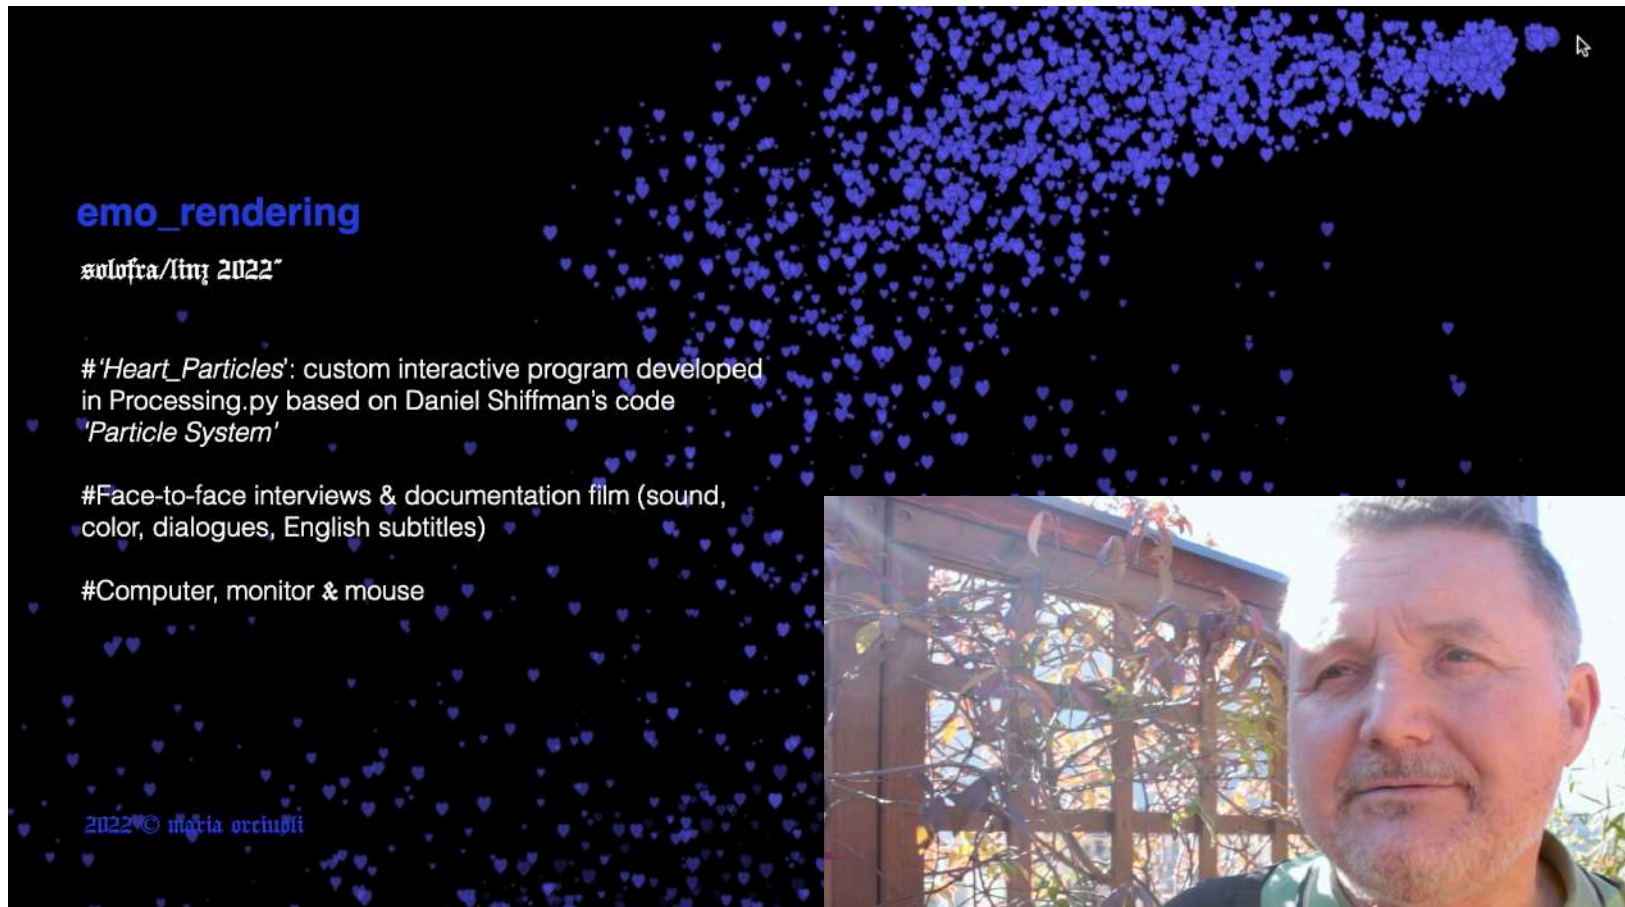 emo_rendering
solofra/linz 2022"
#‘Heart_Particles’: custom interactive program developed
in Processing.py based on Daniel Shiffman’s code
‘Particle System’
#Face-to-face interviews & documentation film (sound,
color, dialogues, English subtitles)
#Computer, monitor & mouse
2022 © maria orciuoli